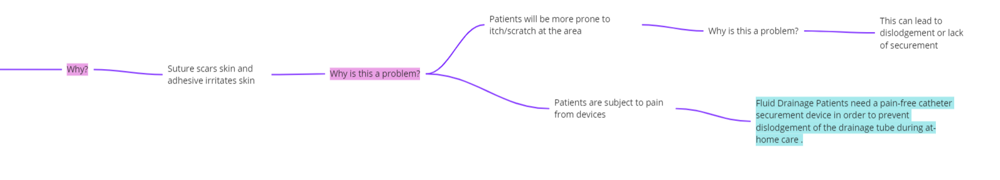 Why?
Suture scars skin and
adhesive irritates skin
Why is this a problem?
Patients will be more prone to
itch/scratch at the area
Why is this a problem?
This can lead to
dislodgement or lack
of securement
Patients are subject to pain
from devices
Fluid Drainage Patients need a pain-free catheter
securement device in order to prevent
dislodgement of the drainage tube during at-
home care .